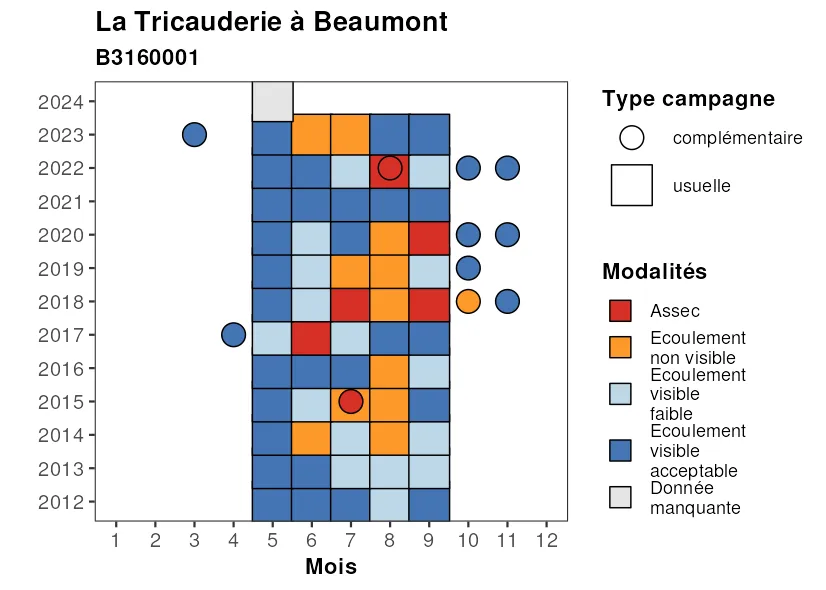 La Tricauderie à Beaumont
B3160001
2024
2023
2022
2021
2020
2019
2018
2017
2016
2015
2014
2013
2012
1 2 3 4 5 6 7 8 9 10 11 12
Mois
Type campagne
complémentaire
usuelle
Modalités
Assec
Ecoulement
non visible
Ecoulement
visible
faible
Ecoulement
visible
acceptable
Donnée
manquante